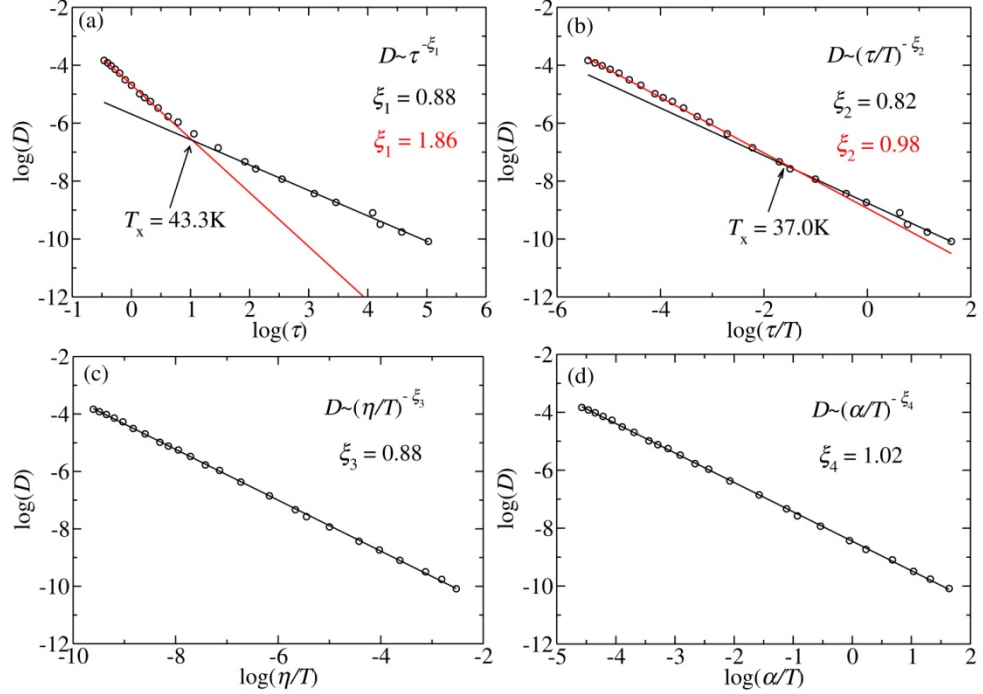 (a)
D~τ^-ξ₁
ξ₁ = 0.88
ξ₁ = 1.86
Tₓ = 43.3K
log(D)
-2
-4
-6
-8
-10
-12
-1 0 1 2 3 4 5 6
log(τ)
(b)
D~(τ/T)^-ξ₂
ξ₂ = 0.82
ξ₂ = 0.98
Tₓ = 37.0K
log(D)
-2
-4
-6
-8
-10
-12
-6 -4 -2 0 2
log(τ/T)
(c)
D~(η/T)^-ξ₃
ξ₃ = 0.88
log(D)
-2
-4
-6
-8
-10
-12
-10 -8 -6 -4 -2
log(η/T)
(d)
D~(α/T)^-ξ₄
ξ₄ = 1.02
log(D)
-2
-4
-6
-8
-10
-12
-5 -4 -3 -2 -1 0 1 2
log(α/T)